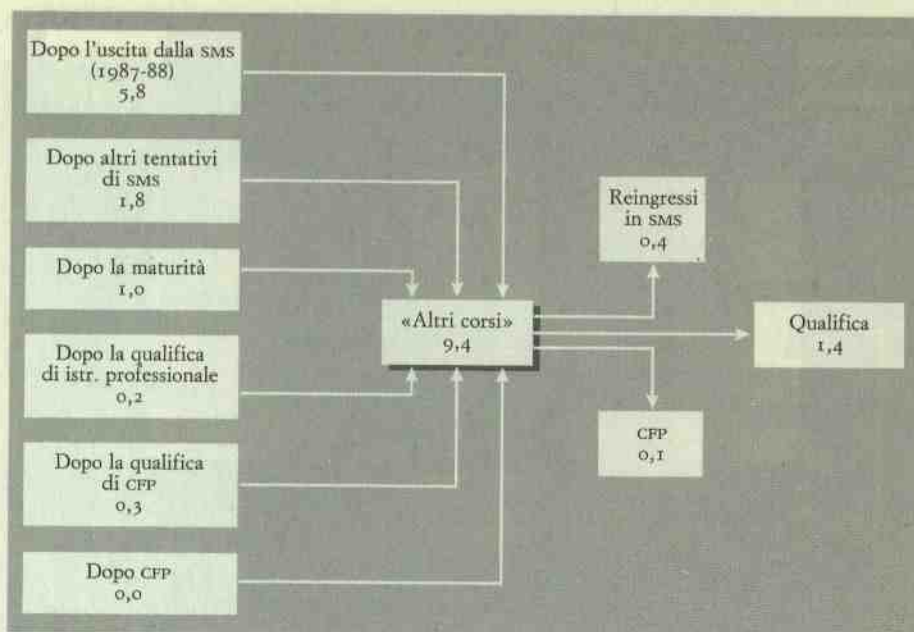 Dopo l'uscita dalla SMS
(1987-88)
5,8
Dopo altri tentativi
di SMS
1,8
Dopo la maturità
1,0
Dopo la qualifica
di istr. professionale
0,2
Dopo la qualifica
di CFP
0,3
Dopo CFP
0,0
«Altri corsi»
9,4
Reingressi
in SMS
0,4
Qualifica
1,4
CFP
0,1